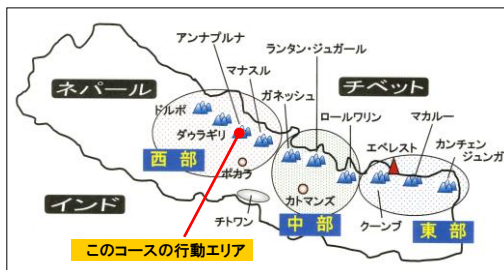 アンナプルナ
ランタン・ジュガール
マナスル
ガネッシュ
チベット
ネパール
ドルポ
ロールワリン
マカルー
ダウラギリ
エベレスト
カンチェン
ジュンガ
西部
ポカラ
カトマンズ
インド
チトワン
中部
クーンブ
東部
このコースの行動エリア